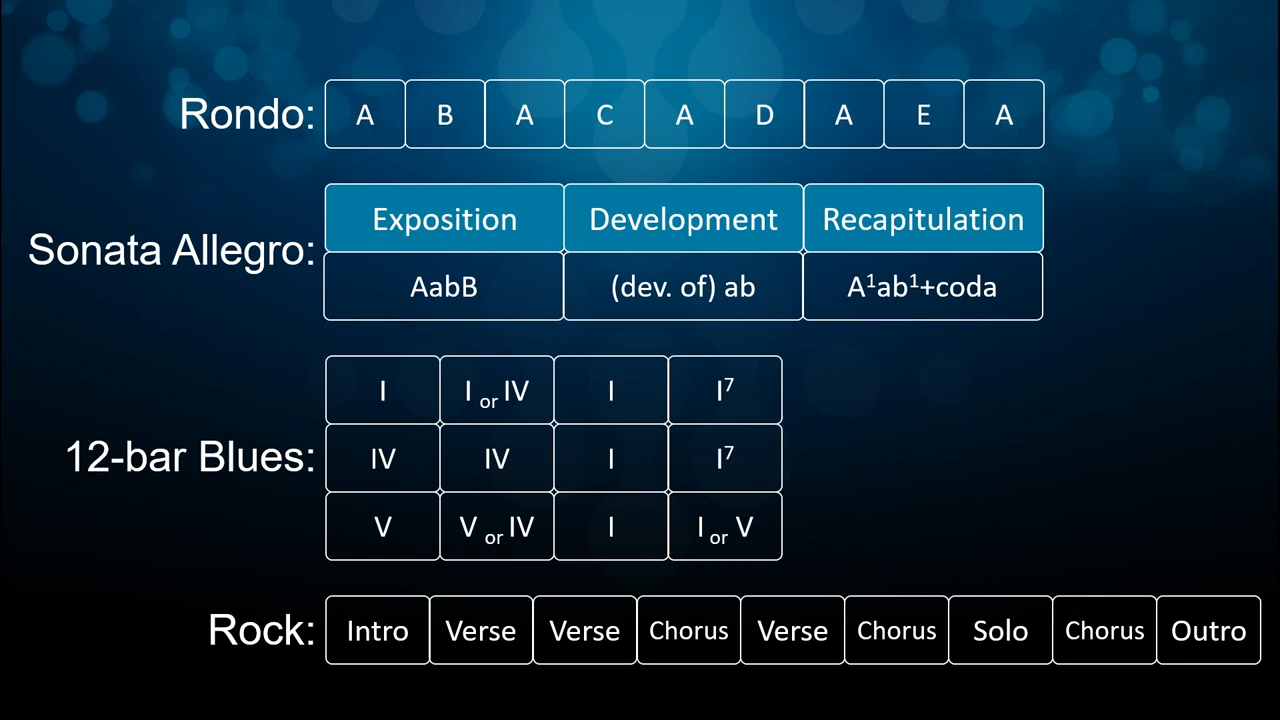 Rondo: A B A C A D A E A
Sonata Allegro: Exposition Development Recapitulation
AabB (dev. of) ab A¹ab¹+coda
I I or IV I I⁷
12-bar Blues: IV IV I I⁷
V V or IV I I or V
Rock: Intro Verse Verse Chorus Verse Chorus Solo Chorus Outro